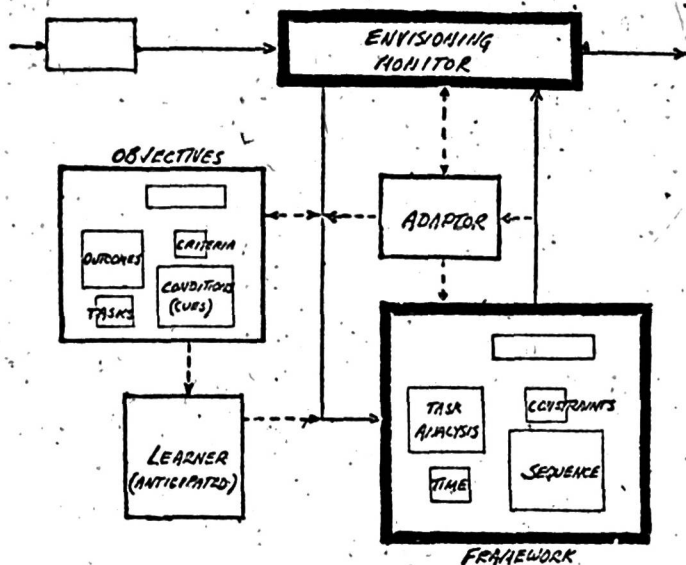 ENVISIONING
MONITOR
OBJECTIVES
OUTCOMES
CRITERIA
CONDITIONS
(CUES)
TASKS
ADAPTOR
LEARNER
(ANTICIPATED)
TASK
ANALYSIS
CONSTRAINTS
TIME
SEQUENCE
FRAMEWORK